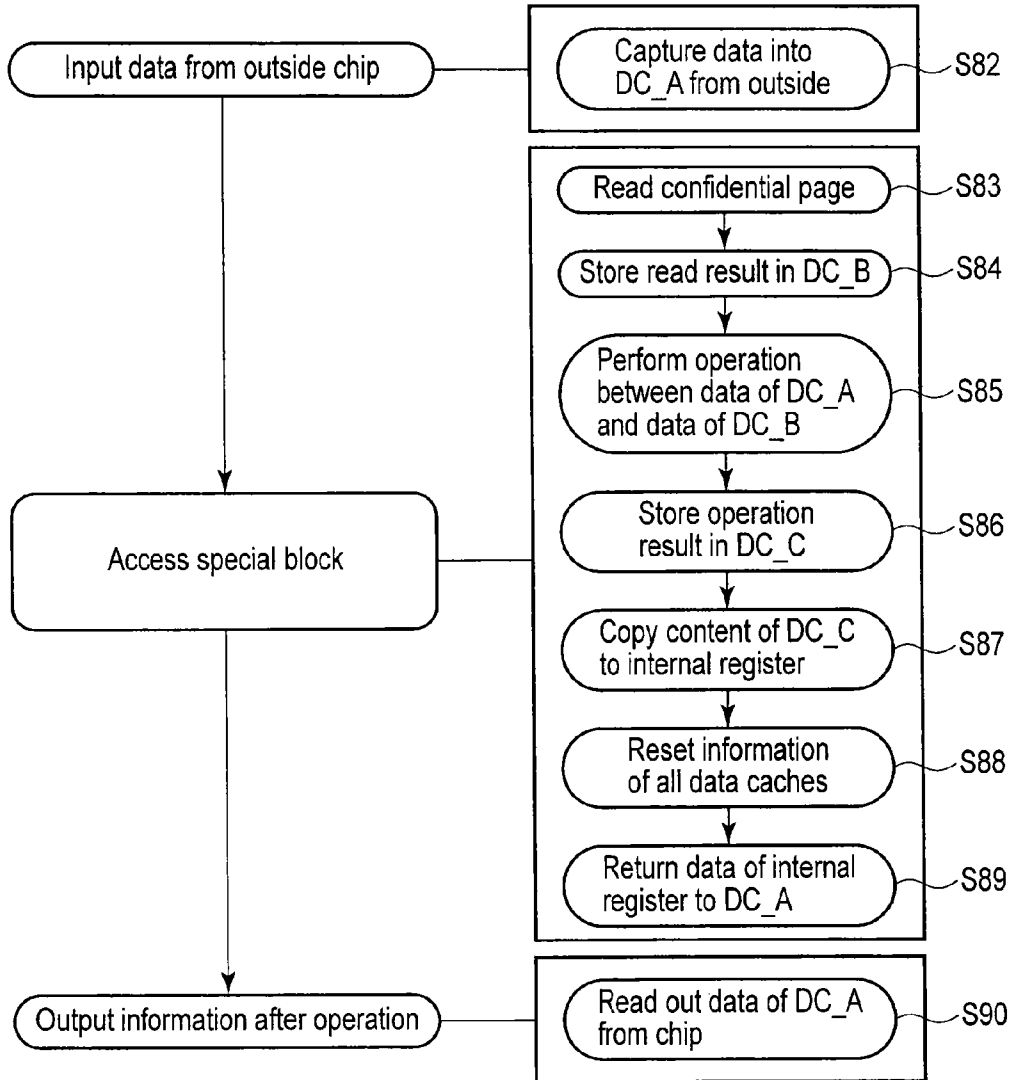 Input data from outside chip
Capture data into
DC_A from outside
S82
Read confidential page
S83
Store read result in DC_B
S84
Perform operation
between data of DC_A
and data of DC_B
S85
Access special block
Store operation
result in DC_C
S86
Copy content of DC_C
to internal register
S87
Reset information
of all data caches
S88
Return data of internal
register to DC_A
S89
Output information after operation
Read out data of DC_A
from chip
S90